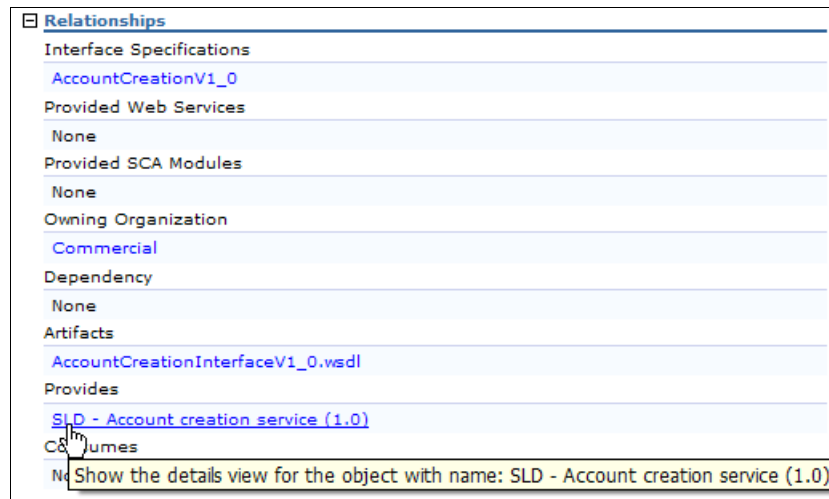 Relationships
Interface Specifications
AccountCreationV1_0
Provided Web Services
None
Provided SCA Modules
None
Owning Organization
Commercial
Dependency
None
Artifacts
AccountCreationInterfaceV1_0.wsdl
Provides
SLD - Account creation service (1.0)
Consumes
Show the details view for the object with name: SLD - Account creation service (1.0)